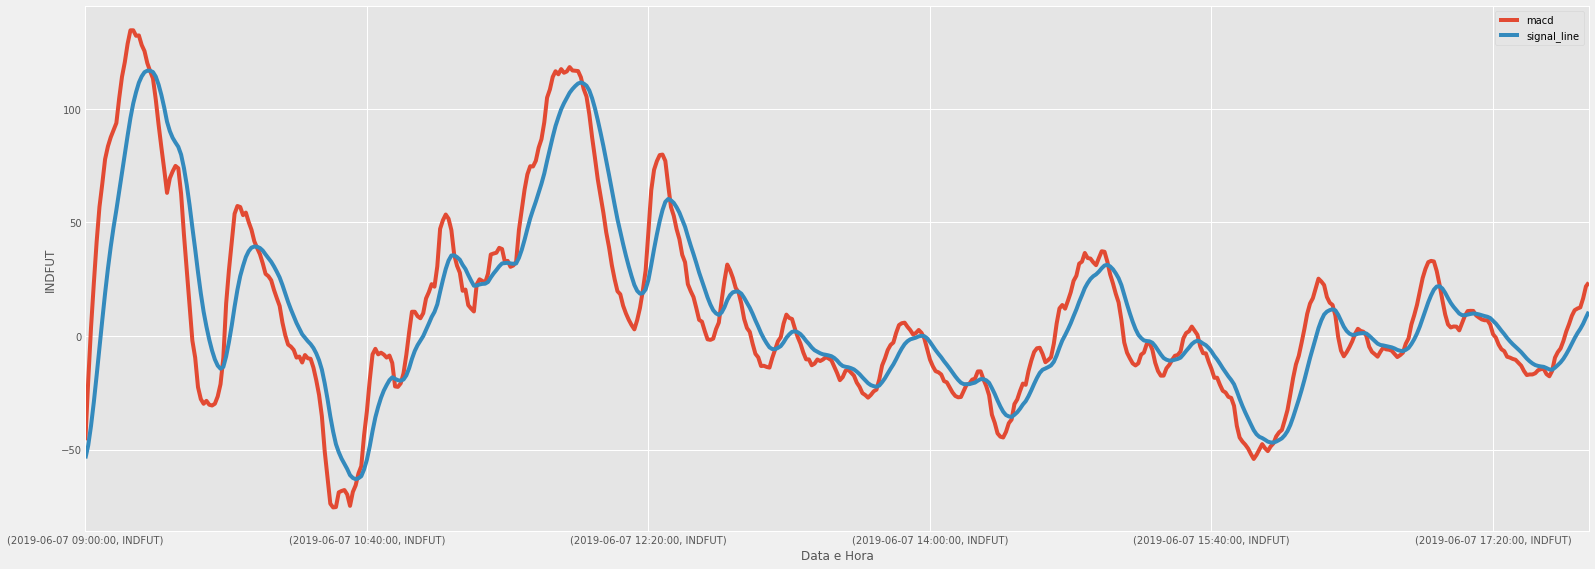 macd
signal_line
100
50
0
−50
INDFUT
(2019-06-07 09:00:00, INDFUT)
(2019-06-07 10:40:00, INDFUT)
(2019-06-07 12:20:00, INDFUT)
(2019-06-07 14:00:00, INDFUT)
(2019-06-07 15:40:00, INDFUT)
(2019-06-07 17:20:00, INDFUT)
Data e Hora